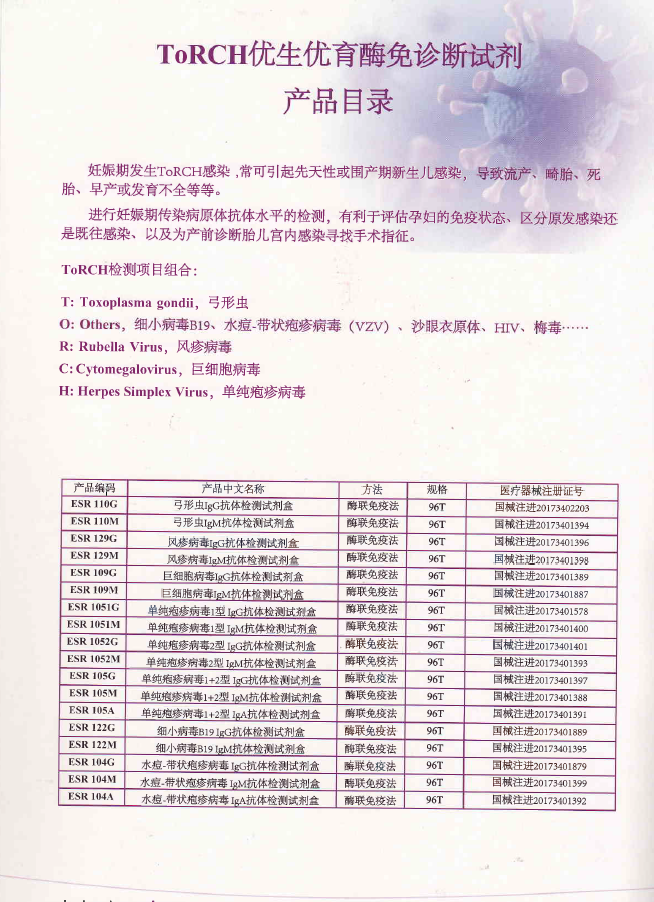 ToRCH优生优育酶免诊断试剂
产品目录
妊娠期发生ToRCH感染,常可引起先天性或围产期新生儿感染，导致流产、畸胎、死
胎、早产或发育不全等等。
进行妊娠期传染病原体抗体水平的检测，有利于评估孕妇的免疫状态、区分原发感染还
是既往感染、以及为产前诊断胎儿宫内感染寻找手术指征。
ToRCH检测项目组合：
T: Toxoplasma gondii，弓形虫
O: Others，细小病毒B19、水痘-带状疱疹病毒（VZV）、沙眼衣原体、HIV、梅毒……
R: Rubella Virus，风疹病毒
C: Cytomegalovirus，巨细胞病毒
H: Herpes Simplex Virus，单纯疱疹病毒
产品编码 产品中文名称 方法 规格 医疗器械注册证号
ESR 110G 弓形虫IgG抗体检测试剂盒 酶联免疫法 96T 国械注进20173402203
ESR 110M 弓形虫IgM抗体检测试剂盒 酶联免疫法 96T 国械注进20173401394
ESR 129G 风疹病毒IgG抗体检测试剂盒 酶联免疫法 96T 国械注进20173401396
ESR 129M 风疹病毒IgM抗体检测试剂盒 酶联免疫法 96T 国械注进20173401398
ESR 109G 巨细胞病毒IgG抗体检测试剂盒 酶联免疫法 96T 国械注进20173401389
ESR 109M 巨细胞病毒IgM抗体检测试剂盒 酶联免疫法 96T 国械注进20173401887
ESR 1051G 单纯疱疹病毒1型 IgG抗体检测试剂盒 酶联免疫法 96T 国械注进20173401578
ESR 1051M 单纯疱疹病毒1型 IgM抗体检测试剂盒 酶联免疫法 96T 国械注进20173401400
ESR 1052G 单纯疱疹病毒2型 IgG抗体检测试剂盒 酶联免疫法 96T 国械注进20173401401
ESR 1052M 单纯疱疹病毒2型 IgM抗体检测试剂盒 酶联免疫法 96T 国械注进20173401393
ESR 105G 单纯疱疹病毒1+2型 IgG抗体检测试剂盒 酶联免疫法 96T 国械注进20173401397
ESR 105M 单纯疱疹病毒1+2型 IgM抗体检测试剂盒 酶联免疫法 96T 国械注进20173401388
ESR 105A 单纯疱疹病毒1+2型 IgA抗体检测试剂盒 酶联免疫法 96T 国械注进20173401391
ESR 122G 细小病毒B19 IgG抗体检测试剂盒 酶联免疫法 96T 国械注进20173401889
ESR 122M 细小病毒B19 IgM抗体检测试剂盒 酶联免疫法 96T 国械注进20173401395
ESR 104G 水痘-带状疱疹病毒 IgG抗体检测试剂盒 酶联免疫法 96T 国械注进20173401879
ESR 104M 水痘-带状疱疹病毒 IgM抗体检测试剂盒 酶联免疫法 96T 国械注进20173401399
ESR 104A 水痘-带状疱疹病毒 IgA抗体检测试剂盒 酶联免疫法 96T 国械注进20173401392